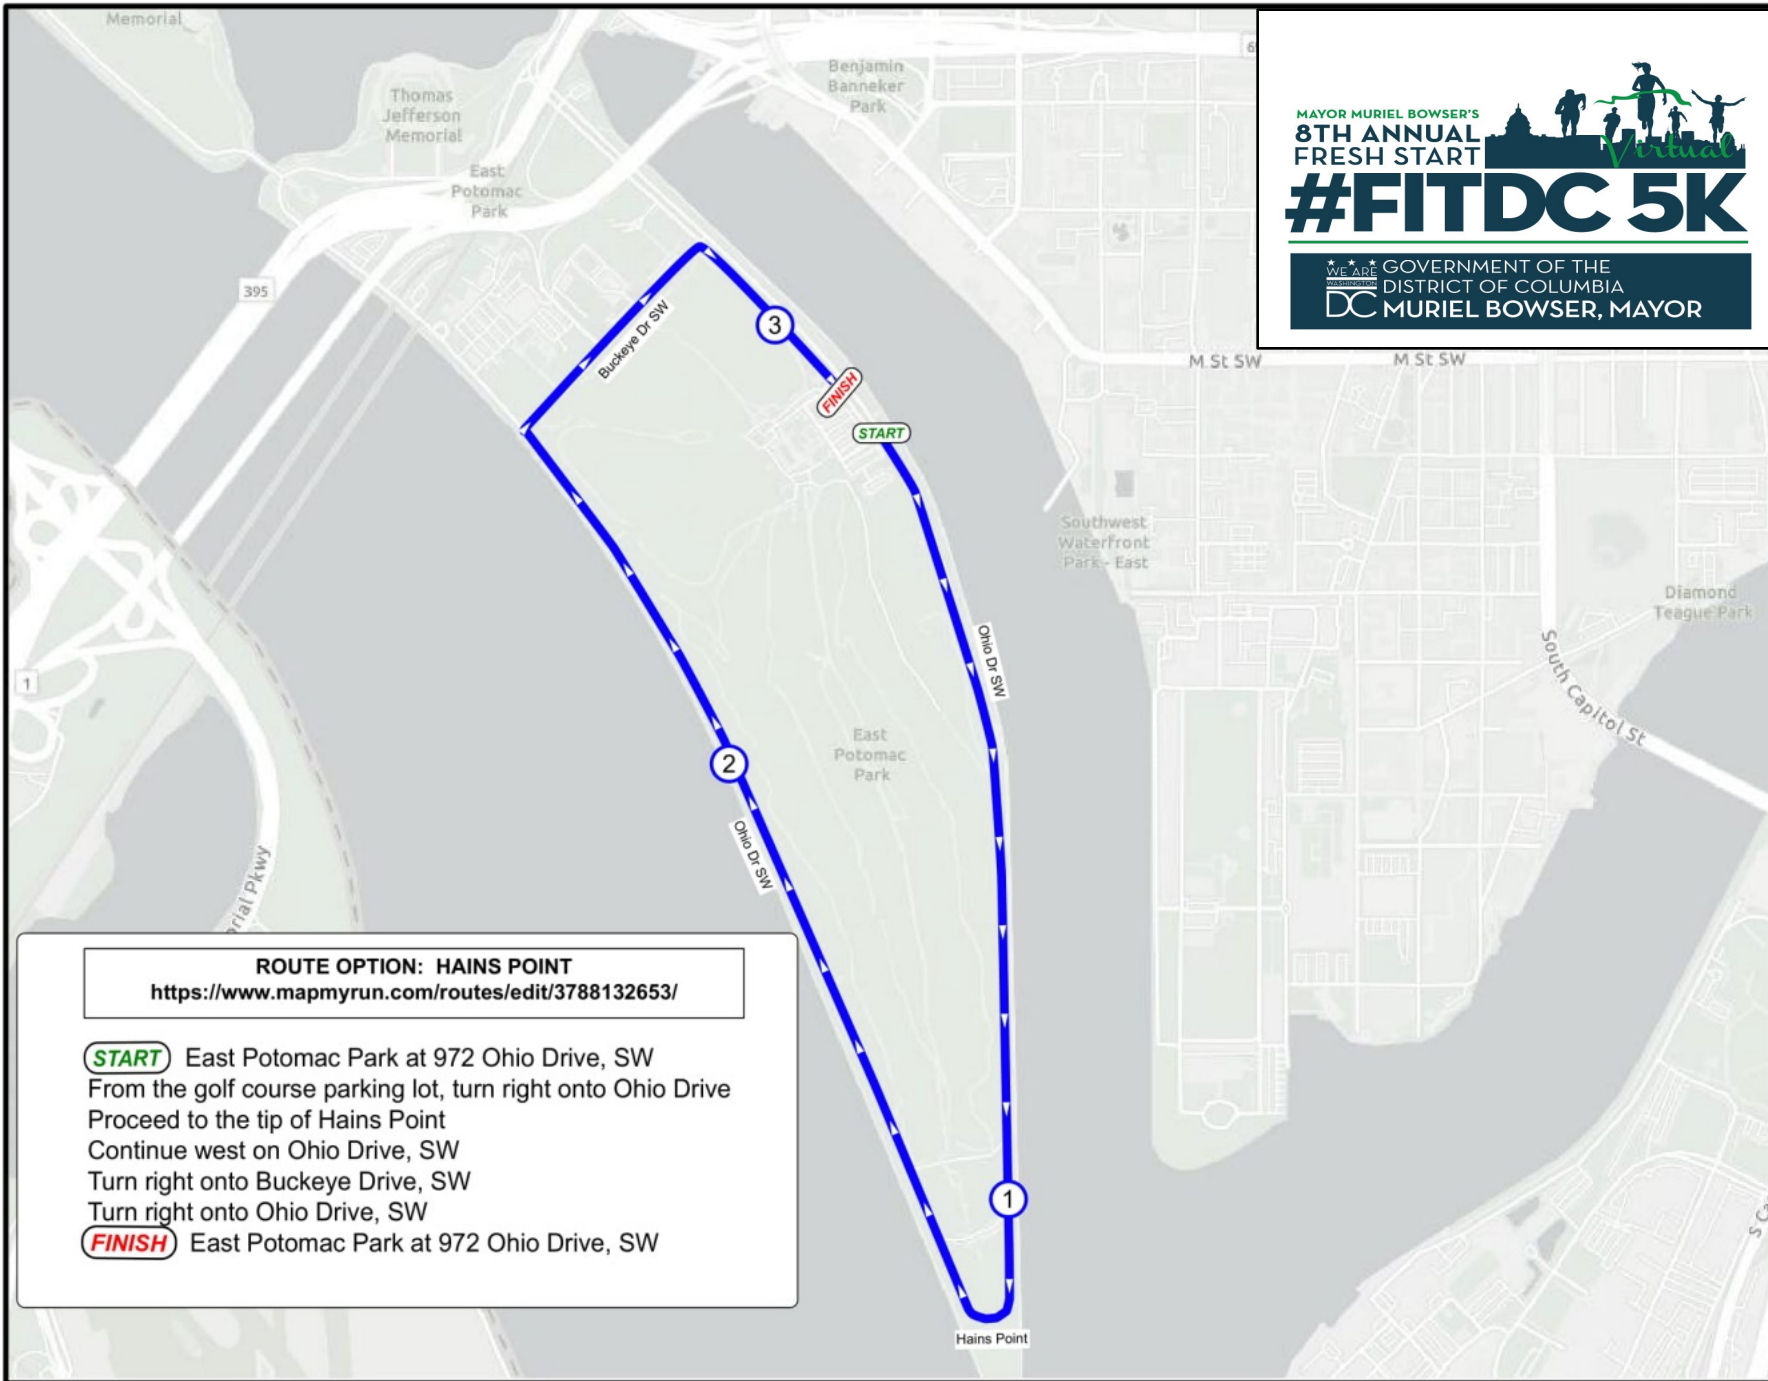 Memorial
Thomas
Jefferson
Memorial
East
Potomac
Park
Benjamin
Banneker
Park
395
1
MAYOR MURIEL BOWSER'S
8TH ANNUAL
FRESH START
Virtual
#FITDC 5K
WE ARE
WASHINGTON
DC
GOVERNMENT OF THE
DISTRICT OF COLUMBIA
MURIEL BOWSER, MAYOR
Buckeye Dr SW
3
FINISH
START
M St SW
M St SW
Southwest
Waterfront
Park - East
Diamond
Teague Park
South Capitol St
Ohio Dr SW
East
Potomac
Park
2
Ohio Dr SW
1
Hains Point
orial Pkwy
ROUTE OPTION: HAINS POINT
https://www.mapmyrun.com/routes/edit/3788132653/
START East Potomac Park at 972 Ohio Drive, SW
From the golf course parking lot, turn right onto Ohio Drive
Proceed to the tip of Hains Point
Continue west on Ohio Drive, SW
Turn right onto Buckeye Drive, SW
Turn right onto Ohio Drive, SW
FINISH East Potomac Park at 972 Ohio Drive, SW